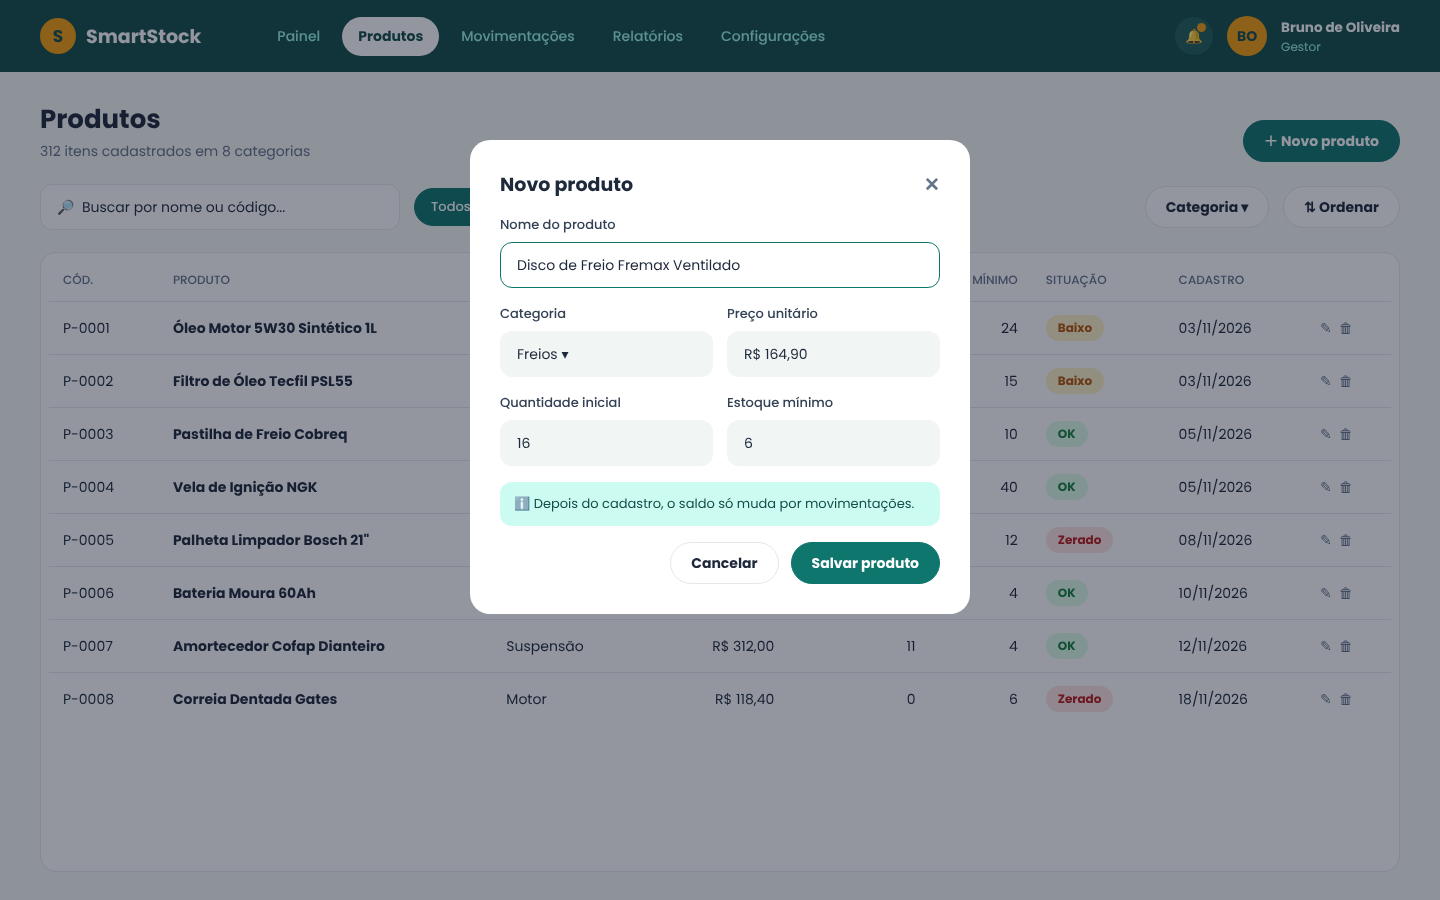 S SmartStock Painel Produtos Movimentações Relatórios Configurações BO Bruno de Oliveira
Gestor
Produtos
312 itens cadastrados em 8 categorias
+ Novo produto
Buscar por nome ou código... Todos Categoria ▾ ⇅ Ordenar
CÓD. PRODUTO MÍNIMO SITUAÇÃO CADASTRO
P-0001 Óleo Motor 5W30 Sintético 1L 24 Baixo 03/11/2026
P-0002 Filtro de Óleo Tecfil PSL55 15 Baixo 03/11/2026
P-0003 Pastilha de Freio Cobreq 10 OK 05/11/2026
P-0004 Vela de Ignição NGK 40 OK 05/11/2026
P-0005 Palheta Limpador Bosch 21" 12 Zerado 08/11/2026
P-0006 Bateria Moura 60Ah 4 OK 10/11/2026
P-0007 Amortecedor Cofap Dianteiro Suspensão R$ 312,00 11 4 OK 12/11/2026
P-0008 Correia Dentada Gates Motor R$ 118,40 0 6 Zerado 18/11/2026
Novo produto ✕
Nome do produto
Disco de Freio Fremax Ventilado
Categoria Preço unitário
Freios ▾ R$ 164,90
Quantidade inicial Estoque mínimo
16 6
ℹ️ Depois do cadastro, o saldo só muda por movimentações.
Cancelar Salvar produto